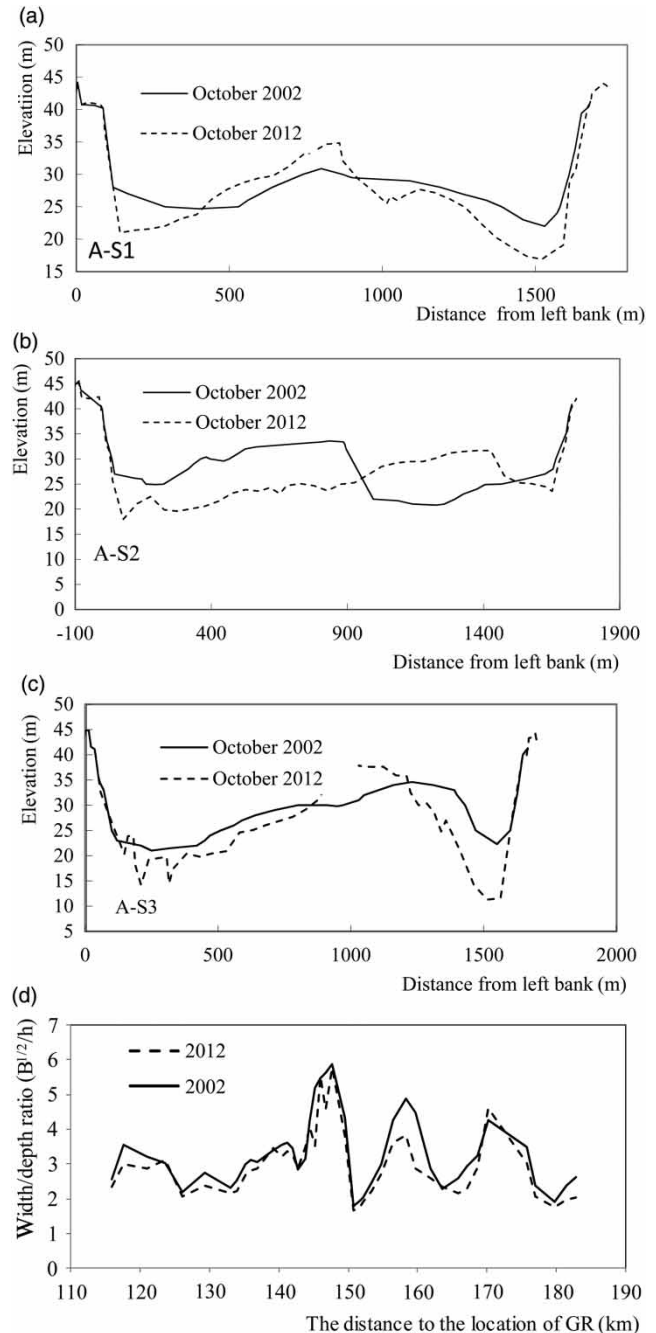 (a)
50
45
40
35
30
25
20
15
Elevatiion (m)
October 2002
October 2012
A-S1
0 500 1000 1500
Distance from left bank (m)
(b)
50
45
40
35
30
25
20
15
10
5
0
Elevation (m)
October 2002
October 2012
A-S2
-100 400 900 1400 1900
Distance from left bank (m)
(c)
50
45
40
35
30
25
20
15
10
5
Elevation (m)
October 2002
October 2012
A-S3
0 500 1000 1500 2000
Distance from left bank (m)
(d)
7
6
5
4
3
2
1
0
Width/depth ratio (B^1/2/h)
2012
2002
110 120 130 140 150 160 170 180 190
The distance to the location of GR (km)